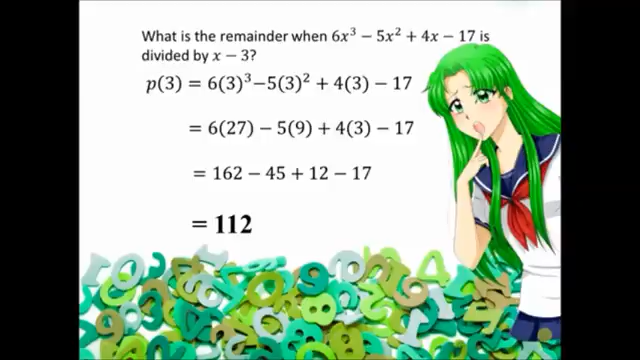 What is the remainder when 6x³ − 5x² + 4x − 17 is
divided by x − 3?
p(3) = 6(3)³−5(3)² + 4(3) − 17
= 6(27) − 5(9) + 4(3) − 17
= 162 − 45 + 12 − 17
= 112